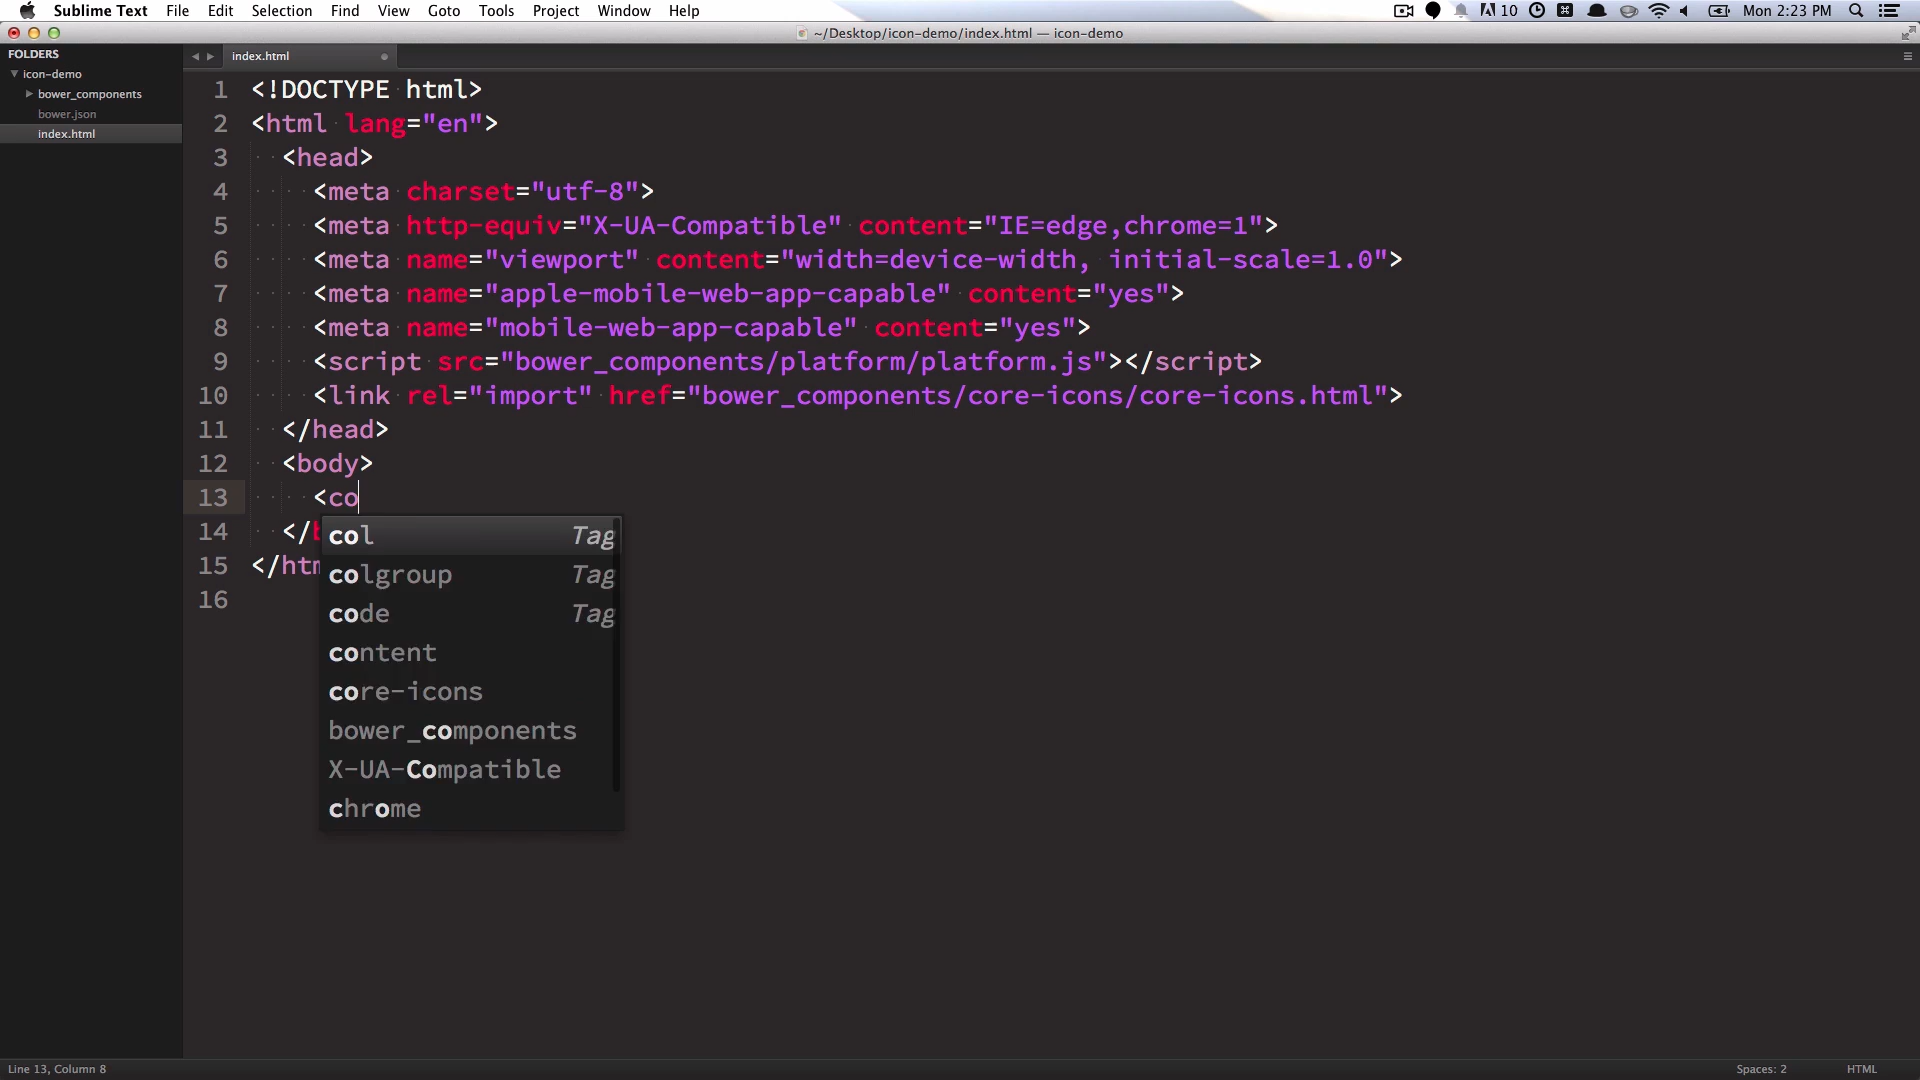 Sublime Text File Edit Selection Find View Goto Tools Project Window Help 10 Mon 2:23 PM
~/Desktop/icon-demo/index.html — icon-demo
FOLDERS
icon-demo
bower_components
bower.json
index.html
index.html
1 <!DOCTYPE html>
2 <html lang="en">
3 <head>
4 <meta charset="utf-8">
5 <meta http-equiv="X-UA-Compatible" content="IE=edge,chrome=1">
6 <meta name="viewport" content="width=device-width, initial-scale=1.0">
7 <meta name="apple-mobile-web-app-capable" content="yes">
8 <meta name="mobile-web-app-capable" content="yes">
9 <script src="bower_components/platform/platform.js"></script>
10 <link rel="import" href="bower_components/core-icons/core-icons.html">
11 </head>
12 <body>
13 <co
14 </b
15 </htm
16
col Tag
colgroup Tag
code Tag
content
core-icons
bower_components
X-UA-Compatible
chrome
Line 13, Column 8 Spaces: 2 HTML